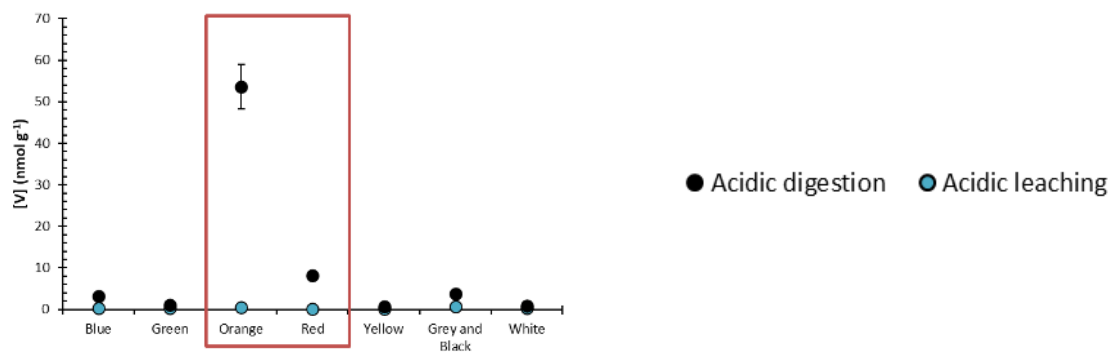 70
60
50
40
30
20
10
0
[V] (nmol g⁻¹)
Blue
Green
Orange
Red
Yellow
Grey and
Black
White
Acidic digestion
Acidic leaching